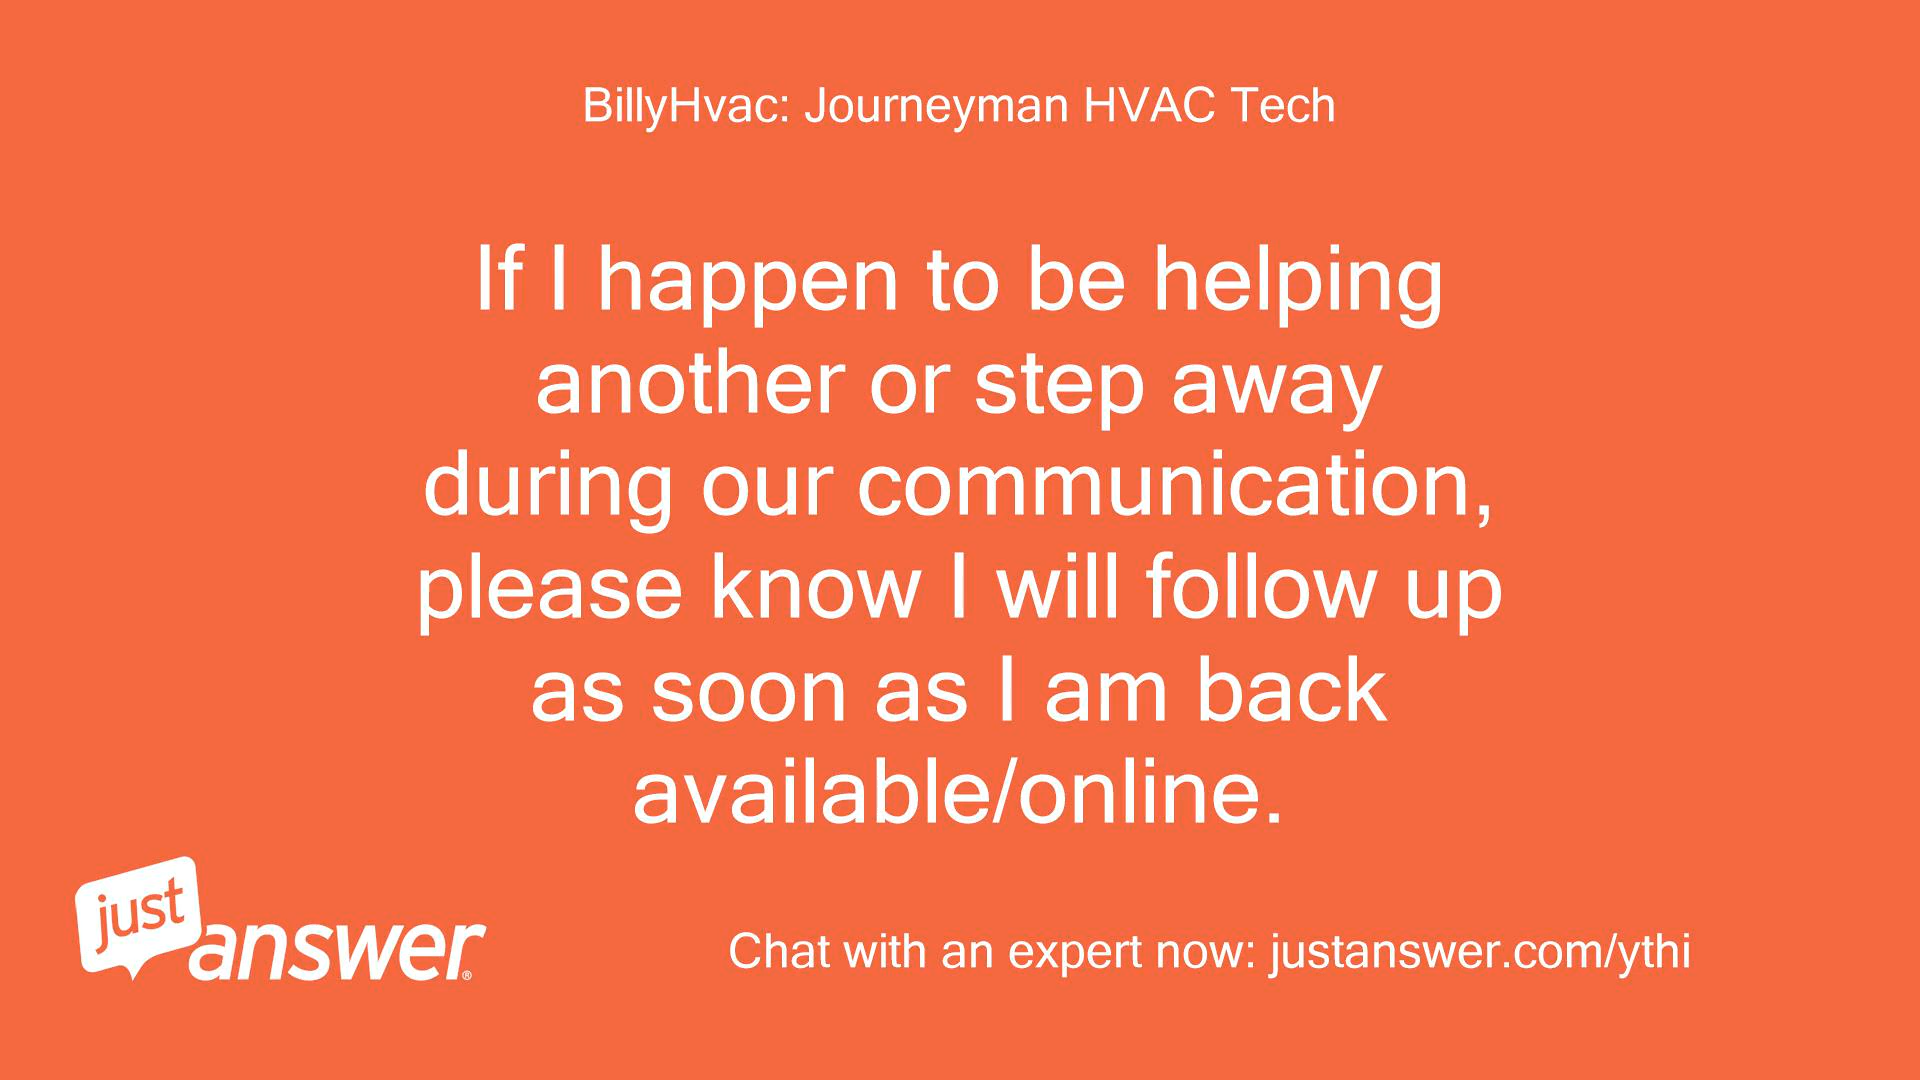 BillyHvac: Journeyman HVAC Tech
If I happen to be helping
another or step away
during our communication,
please know I will follow up
as soon as I am back
available/online.
just
answer®
Chat with an expert now: justanswer.com/ythi